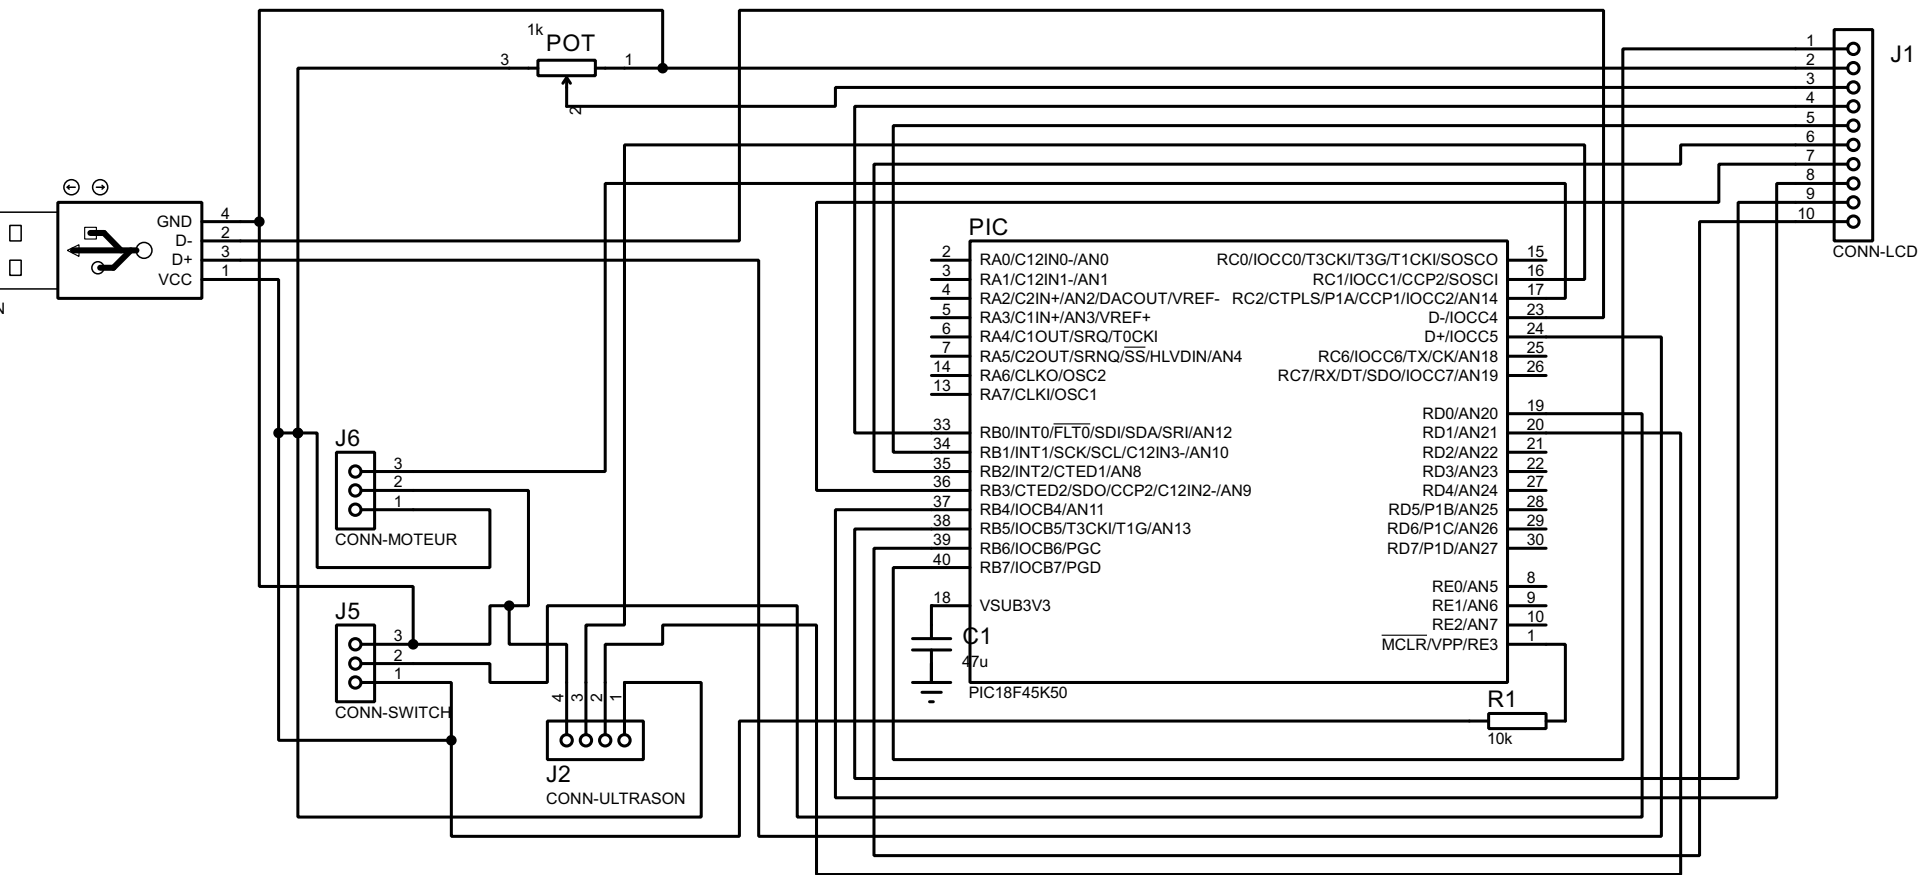 1k
POT
3
1
2
1
2
3
4
5
6
7
8
9
10
J1
CONN-LCD
GND
D-
D+
VCC
4
2
3
1
N
PIC
2 RA0/C12IN0-/AN0
3 RA1/C12IN1-/AN1
4 RA2/C2IN+/AN2/DACOUT/VREF-
5 RA3/C1IN+/AN3/VREF+
6 RA4/C1OUT/SRQ/T0CKI
7 RA5/C2OUT/SRNQ/SS/HLVDIN/AN4
14 RA6/CLKO/OSC2
13 RA7/CLKI/OSC1
33 RB0/INT0/FLT0/SDI/SDA/SRI/AN12
34 RB1/INT1/SCK/SCL/C12IN3-/AN10
35 RB2/INT2/CTED1/AN8
36 RB3/CTED2/SDO/CCP2/C12IN2-/AN9
37 RB4/IOCB4/AN11
38 RB5/IOCB5/T3CKI/T1G/AN13
39 RB6/IOCB6/PGC
40 RB7/IOCB7/PGD
18 VSUB3V3
RC0/IOCC0/T3CKI/T3G/T1CKI/SOSCO 15
RC1/IOCC1/CCP2/SOSCI 16
RC2/CTPLS/P1A/CCP1/IOCC2/AN14 17
D-/IOCC4 23
D+/IOCC5 24
RC6/IOCC6/TX/CK/AN18 25
RC7/RX/DT/SDO/IOCC7/AN19 26
RD0/AN20 19
RD1/AN21 20
RD2/AN22 21
RD3/AN23 22
RD4/AN24 27
RD5/P1B/AN25 28
RD6/P1C/AN26 29
RD7/P1D/AN27 30
RE0/AN5 8
RE1/AN6 9
RE2/AN7 10
MCLR/VPP/RE3 1
PIC18F45K50
C1
47u
R1
10k
J6
3
2
1
CONN-MOTEUR
J5
3
2
1
CONN-SWITCH
4
3
2
1
J2
CONN-ULTRASON